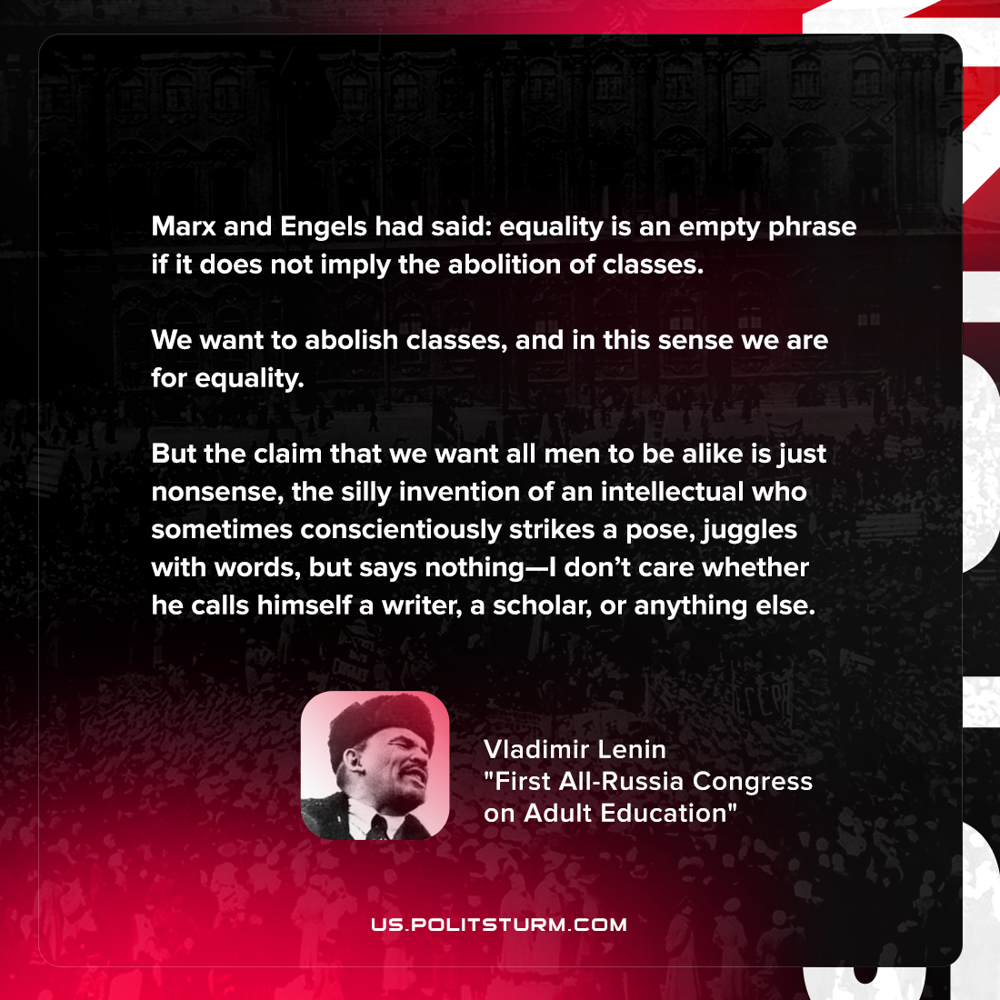 Marx and Engels had said: equality is an empty phrase
if it does not imply the abolition of classes.
We want to abolish classes, and in this sense we are
for equality.
But the claim that we want all men to be alike is just
nonsense, the silly invention of an intellectual who
sometimes conscientiously strikes a pose, juggles
with words, but says nothing—I don’t care whether
he calls himself a writer, a scholar, or anything else.
Vladimir Lenin
"First All-Russia Congress
on Adult Education"
US.POLITSTURM.COM